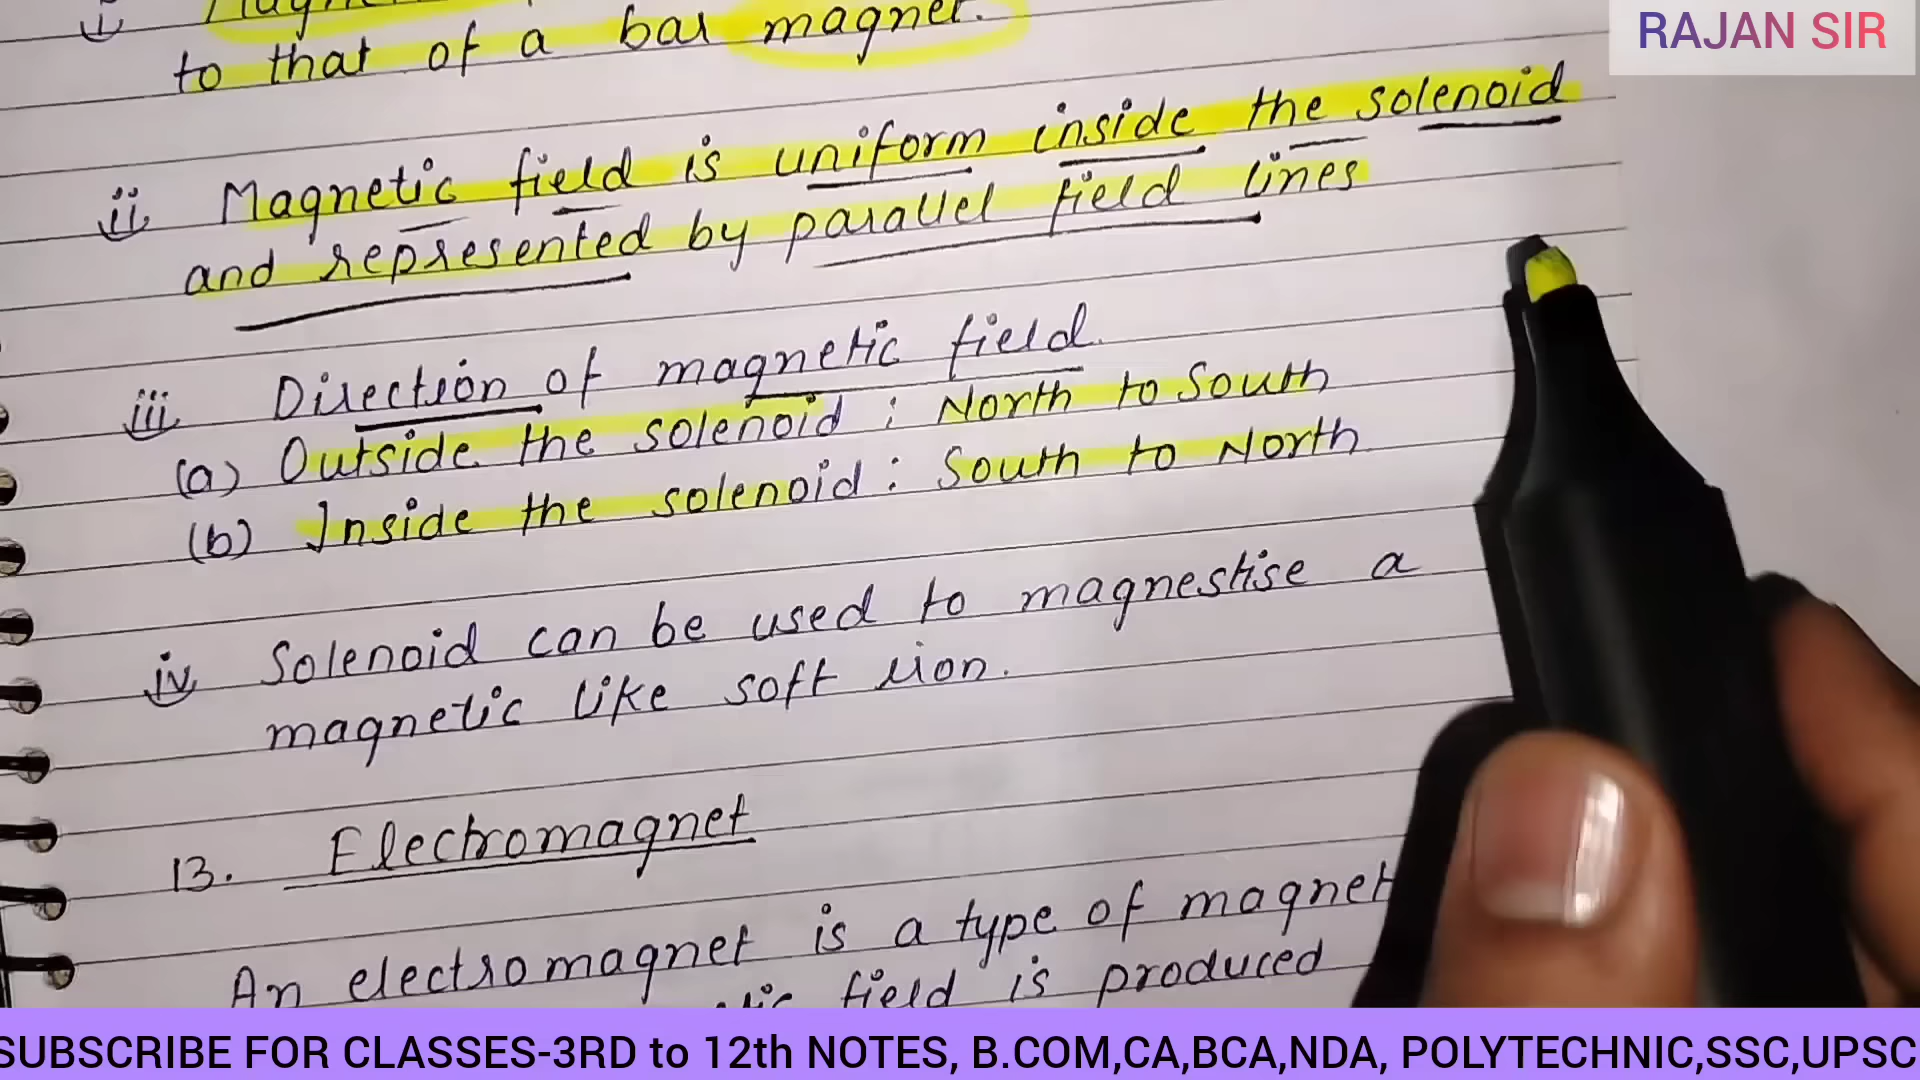 RAJAN SIR
i
to that of a bar magnet.
ii Magnetic field is uniform inside the solenoid
and represented by parallel field lines
iii Direction of magnetic field.
(a) Outside the solenoid : North to South
(b) Inside the solenoid : South to North
iv Solenoid can be used to magnestise a
magnetic like soft iron.
13. Electromagnet
An electromagnet is a type of magnet
field is produced
SUBSCRIBE FOR CLASSES-3RD to 12th NOTES, B.COM,CA,BCA,NDA, POLYTECHNIC,SSC,UPSC